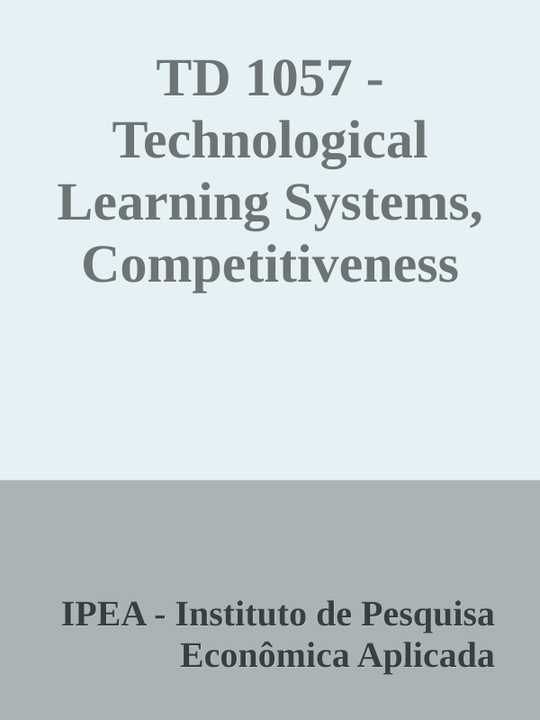 TD 1057 -
Technological
Learning Systems,
Competitiveness
IPEA - Instituto de Pesquisa
Econômica Aplicada